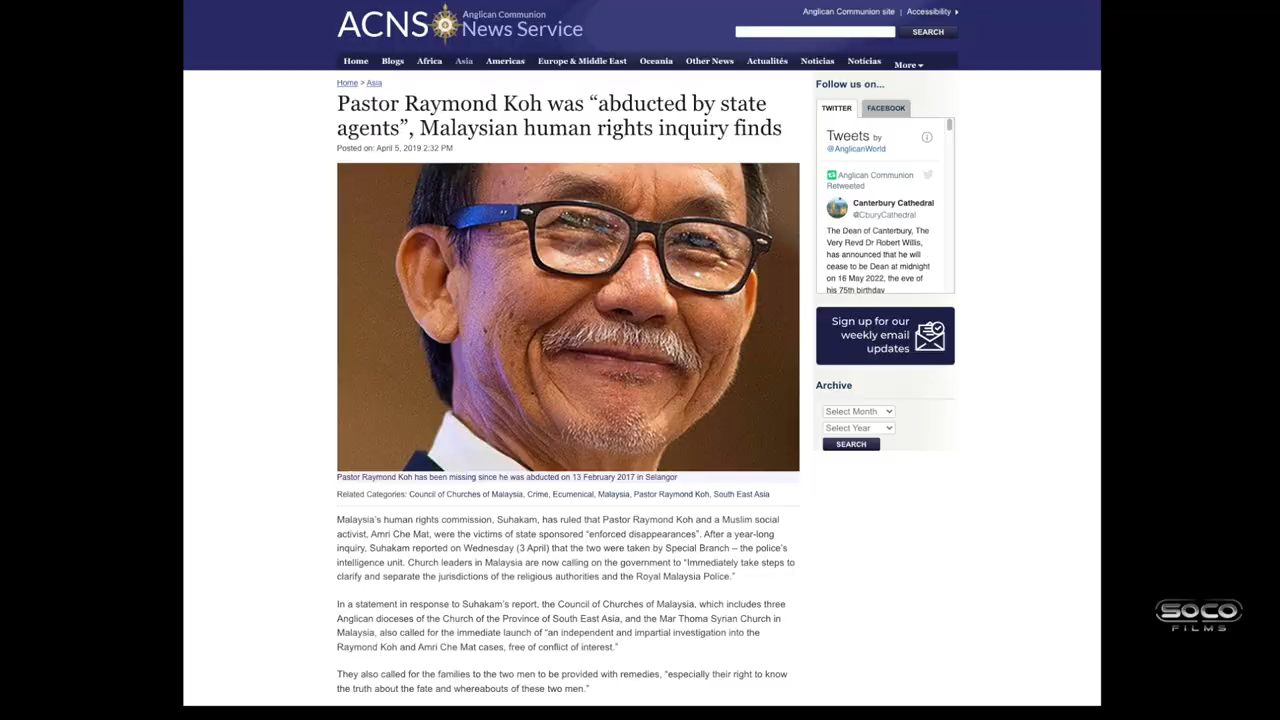 ACNS
Anglican Communion
News Service
Anglican Communion site | Accessibility
SEARCH
Home Blogs Africa Asia Americas Europe & Middle East Oceania Other News Actualités Noticias Notícias More
Home > Asia
Pastor Raymond Koh was “abducted by state
agents”, Malaysian human rights inquiry finds
Posted on: April 5, 2019 2:32 PM
Pastor Raymond Koh has been missing since he was abducted on 13 February 2017 in Selangor
Related Categories: Council of Churches of Malaysia, Crime, Ecumenical, Malaysia, Pastor Raymond Koh, South East Asia
Malaysia’s human rights commission, Suhakam, has ruled that Pastor Raymond Koh and a Muslim social
activist, Amri Che Mat, were the victims of state sponsored “enforced disappearances”. After a year-long
inquiry, Suhakam reported on Wednesday (3 April) that the two were taken by Special Branch – the police’s
intelligence unit. Church leaders in Malaysia are now calling on the government to “Immediately take steps to
clarify and separate the jurisdictions of the religious authorities and the Royal Malaysia Police.”
In a statement in response to Suhakam’s report, the Council of Churches of Malaysia, which includes three
Anglican dioceses of the Church of the Province of South East Asia, and the Mar Thoma Syrian Church in
Malaysia, also called for the immediate launch of “an independent and impartial investigation into the
Raymond Koh and Amri Che Mat cases, free of conflict of interest.”
They also called for the families to the two men to be provided with remedies, “especially their right to know
the truth about the fate and whereabouts of these two men.”
Follow us on...
TWITTER FACEBOOK
Tweets by
@AnglicanWorld
Anglican Communion
Retweeted
Canterbury Cathedral
@CburyCathedral
The Dean of Canterbury, The
Very Revd Dr Robert Willis,
has announced that he will
cease to be Dean at midnight
on 16 May 2022, the eve of
his 75th birthday
Sign up for our
weekly email
updates
Archive
Select Month
Select Year
SEARCH
SOCO
FILMS